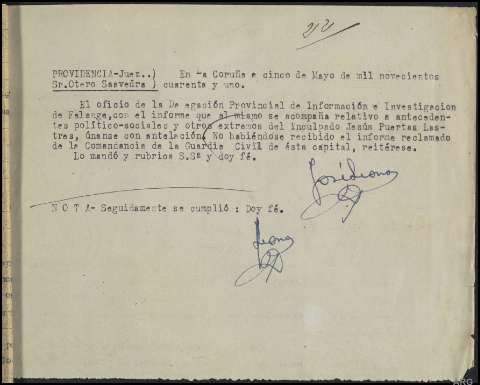 22
PROVIDENCIA-Juez..) En La Coruña a cinco de Mayo de mil novecientos
Sr.Otero Saavedra ) cuarenta y uno.
El oficio de la Delegación Provincial de Información e Investigacion
de Falange, con el informe que al mismo se acompaña relativo a anteceden-
tes político-sociales y otros extremos del inculpado Jesús Puertas Las-
tres, únanse con antelación. No habiéndose recibido el informe reclamado
de la Comandancia de la Guardia Civil de ésta capital, reitérese.
Lo mandó y rubrica S.Sª y doy fé.
N O T A- Seguidamente se cumplió : Doy fé.